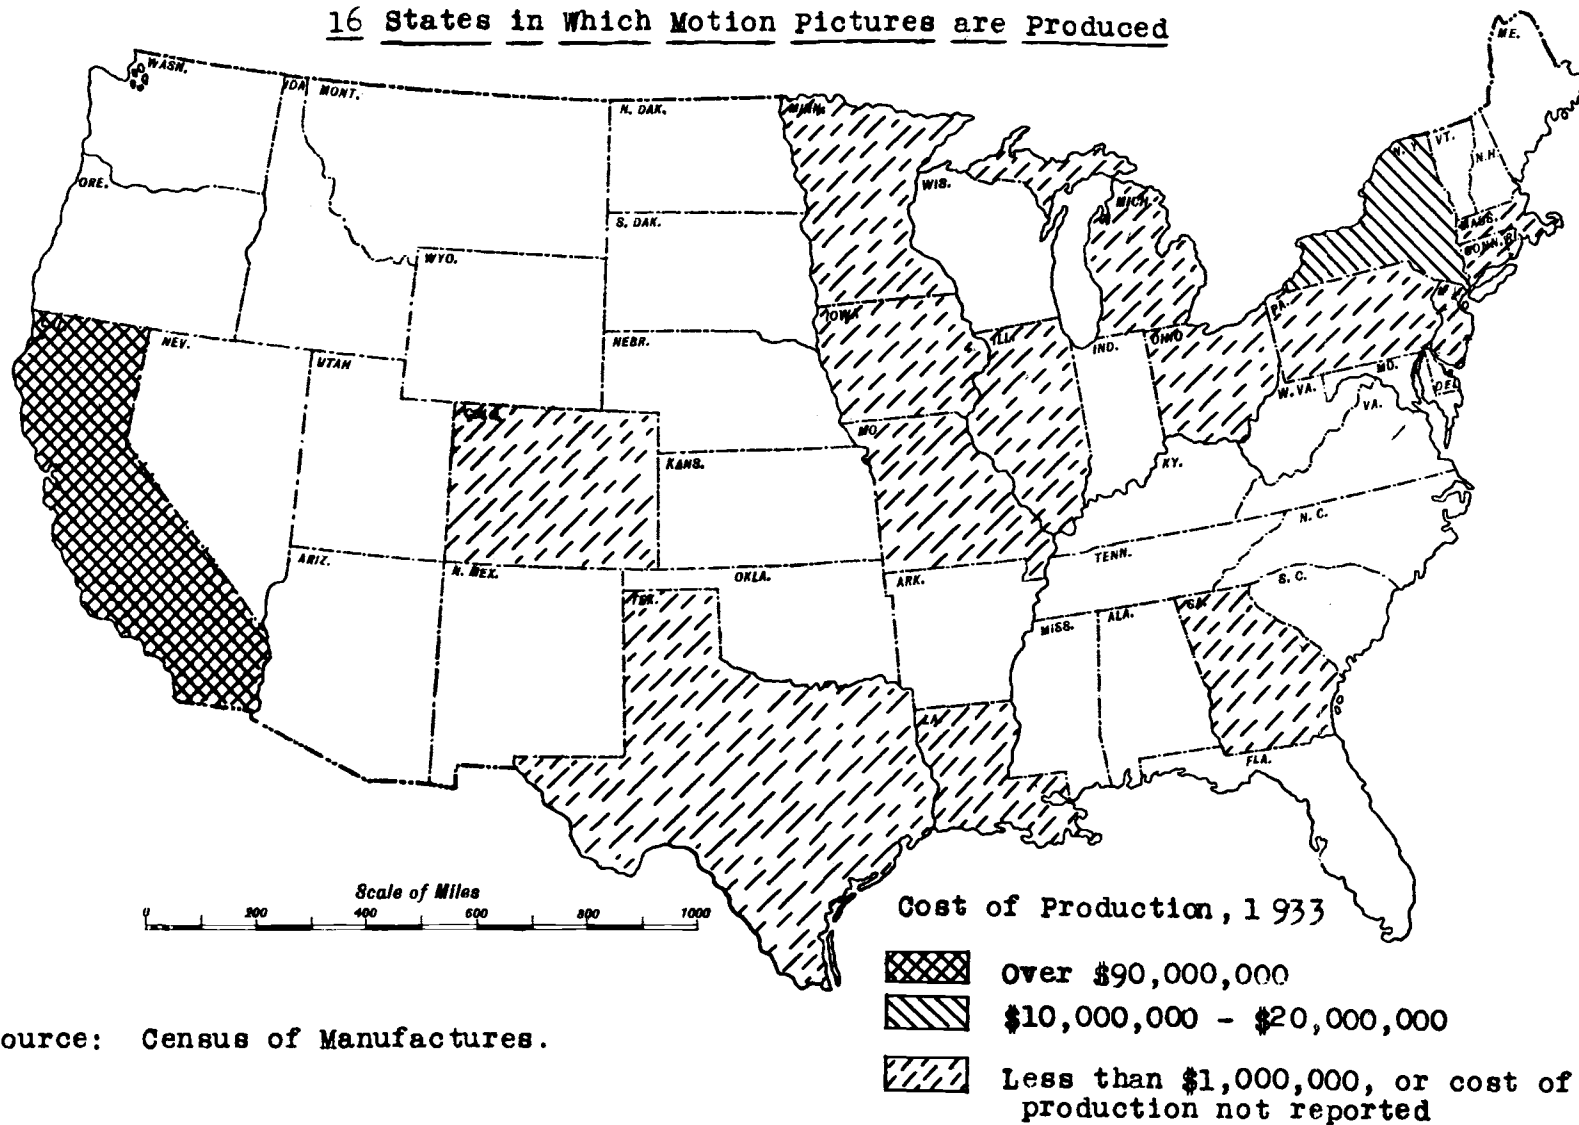 16 States in Which Motion Pictures are Produced
ME.
WASH.
IDA
MONT.
N. DAK.
MINN.
VT.
N.H.
N. Y.
ORE.
WIS.
MICH.
MASS.
S. DAK.
CONN. R.
WYO.
PA.
N. J.
IOWA
NEV.
UTAH
NEBR.
ILL.
IND.
OHIO
MD.
DEL
W. VA.
VA.
COLO.
MO.
KANS.
KY.
N. C.
ARIZ.
N. MEX.
OKLA.
ARK.
TENN.
S. C.
TEX.
MISS.
ALA.
GA.
LA.
FLA.
Scale of Miles
0 200 400 600 800 1000
Cost of Production, 1933
Over $90,000,000
$10,000,000 - $20,000,000
ource: Census of Manufactures.
Less than $1,000,000, or cost of
production not reported